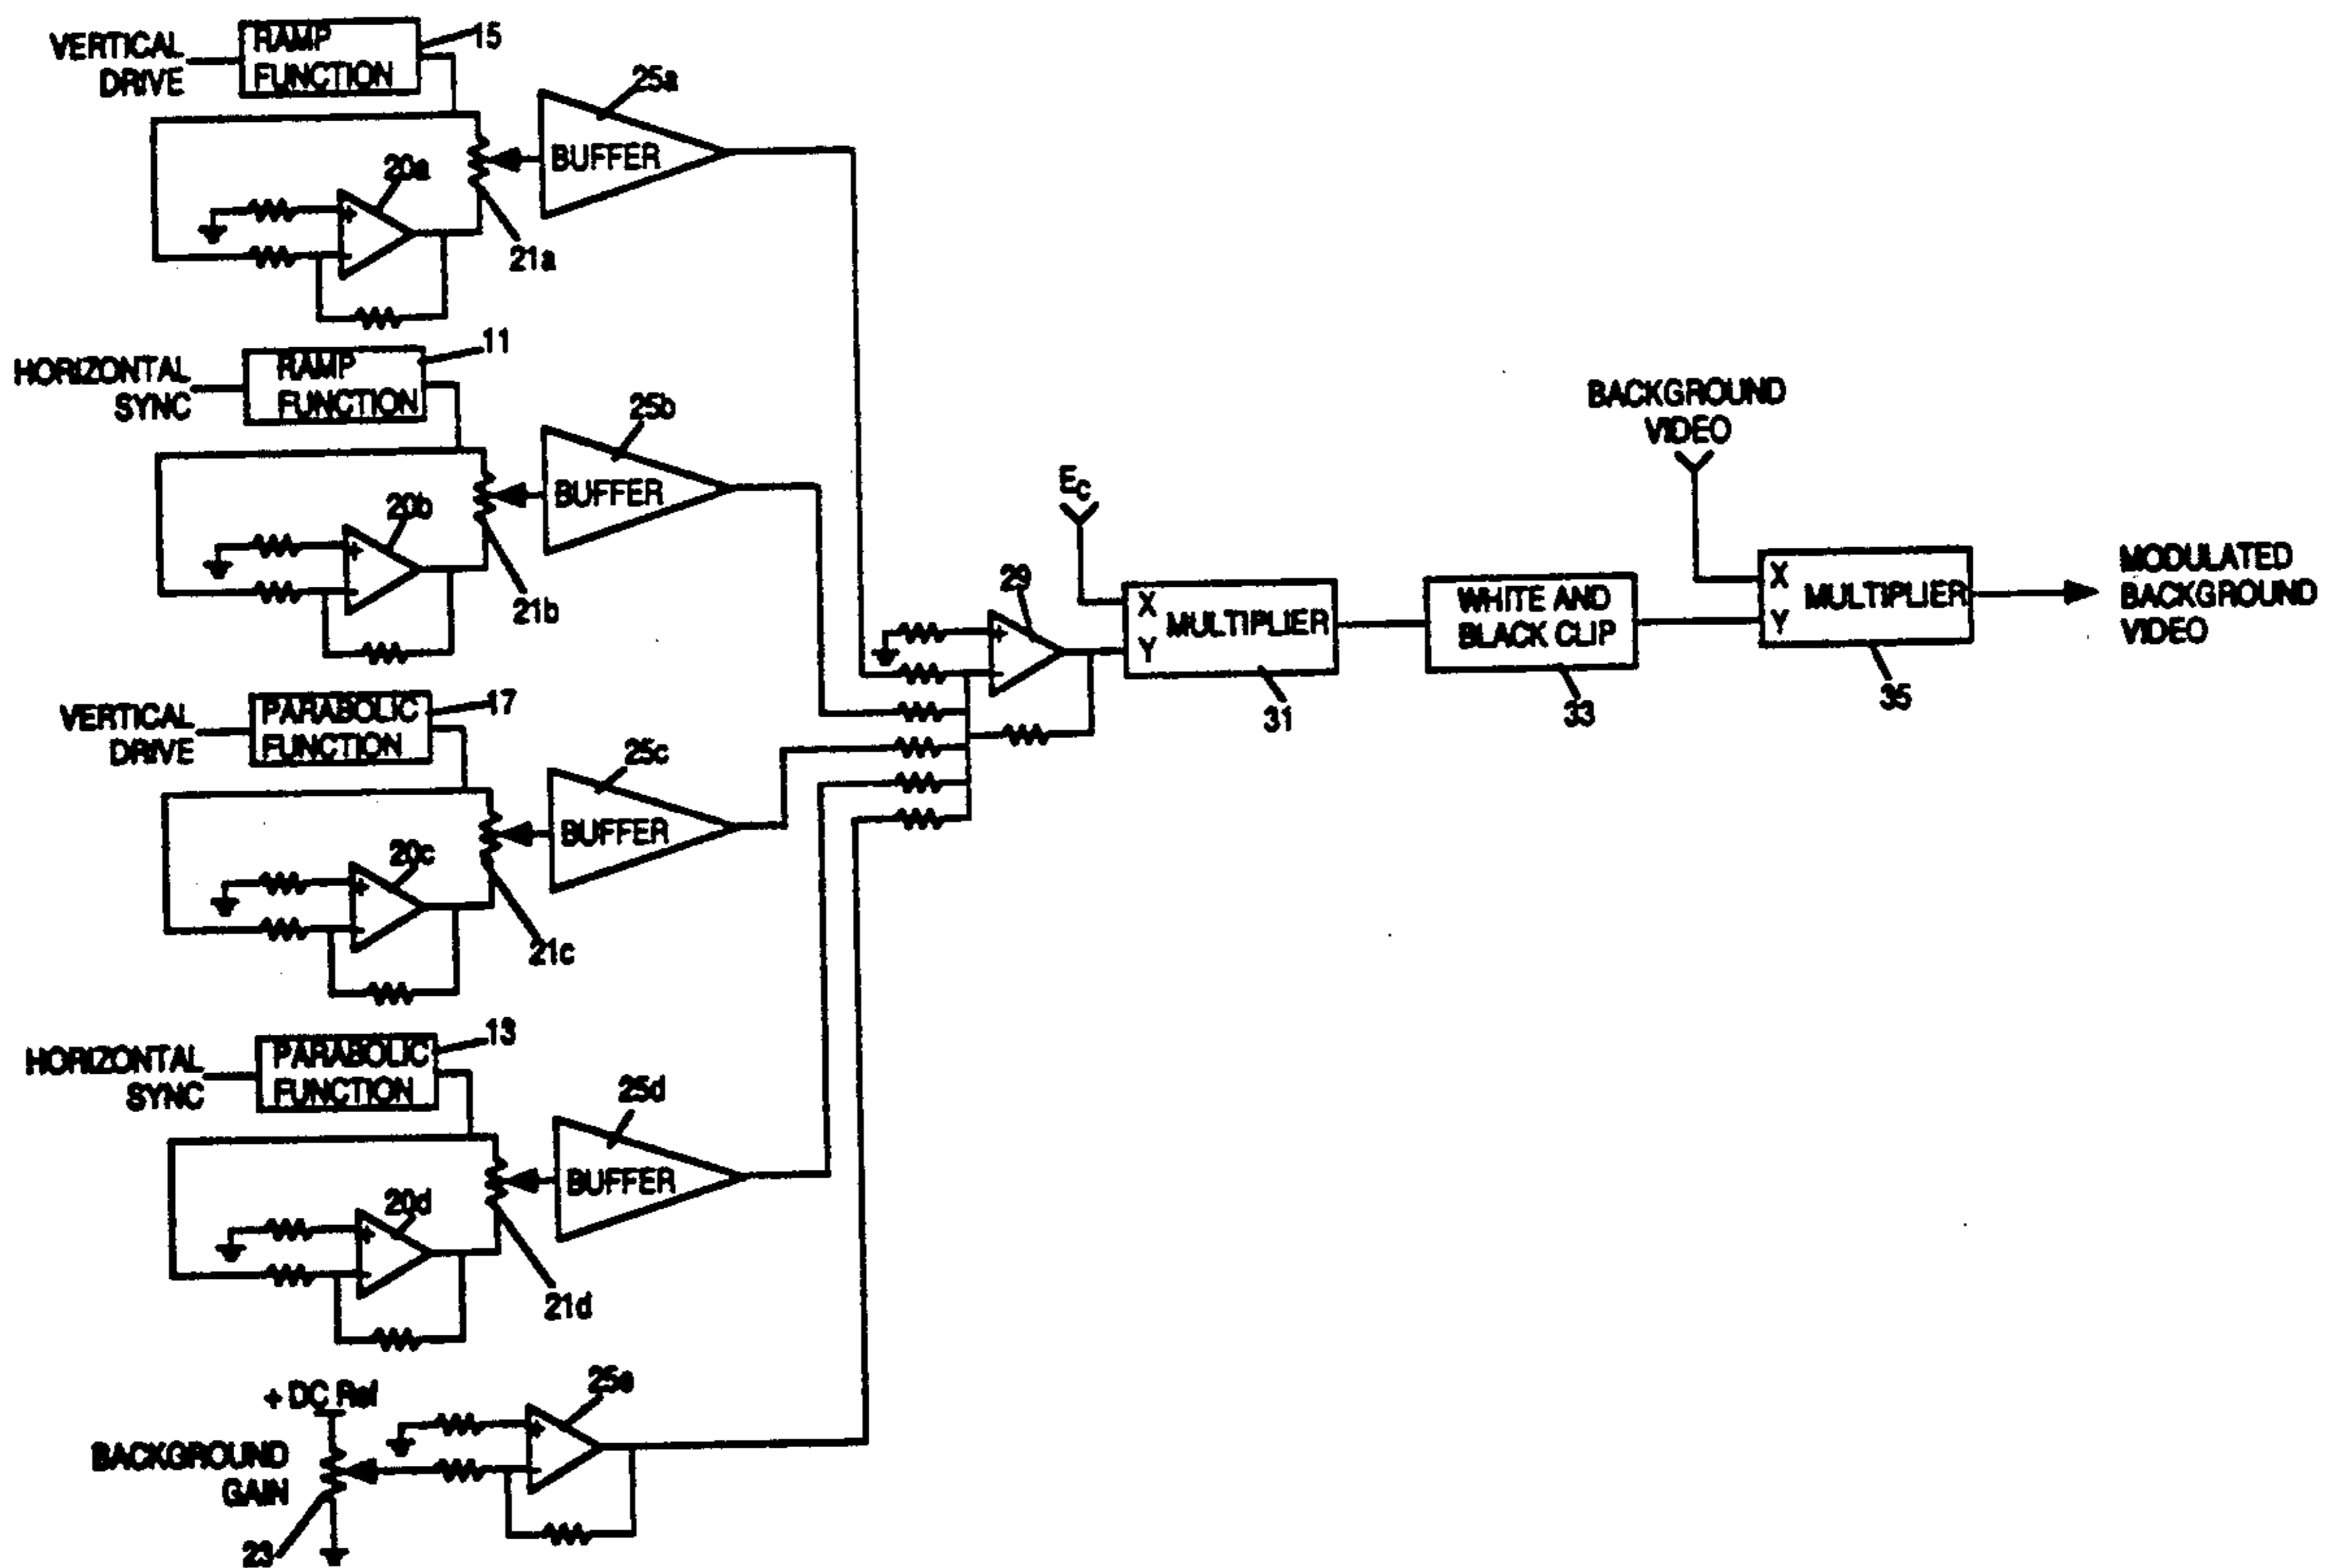 VERTICAL
DRIVE
RAMP
FUNCTION
15
25a
BUFFER
20a
+
-
21a
HORIZONTAL
SYNC
RAMP
FUNCTION
11
25b
BUFFER
20b
+
-
21b
VERTICAL
DRIVE
PARABOLIC
FUNCTION
17
25c
BUFFER
20c
+
-
21c
HORIZONTAL
SYNC
PARABOLIC
FUNCTION
13
25d
BUFFER
20d
+
-
21d
+ DC Ref
BACKGROUND
GAIN
23
25e
+
-
29
+
-
Ec
X
Y
MULTIPLIER
31
WHITE AND
BLACK CLIP
33
BACKGROUND
VIDEO
X
Y
MULTIPLIER
35
MODULATED
BACKGROUND
VIDEO